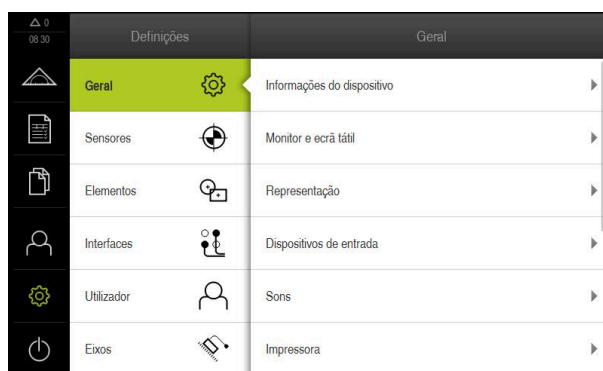 0
08:30
Definições
Geral
Geral
Informações do dispositivo
Sensores
Monitor e ecrã tátil
Elementos
Representação
Interfaces
Dispositivos de entrada
Utilizador
Sons
Eixos
Impressora